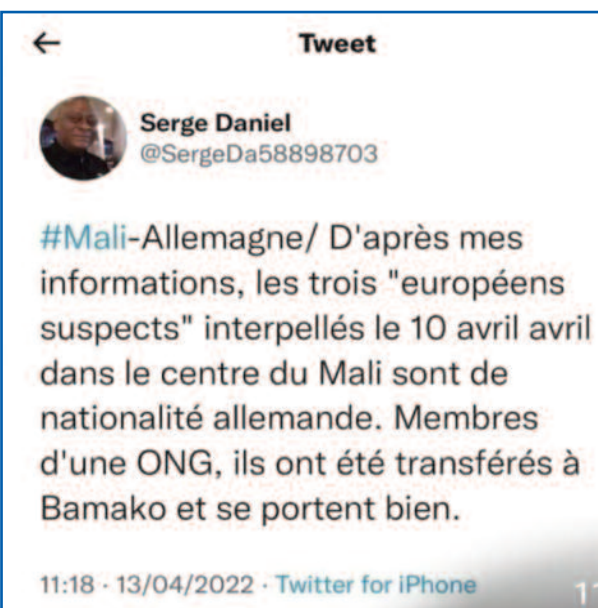 Tweet
Serge Daniel
@SergeDa58898703
#Mali-Allemagne/ D'après mes
informations, les trois "européens
suspects" interpellés le 10 avril avril
dans le centre du Mali sont de
nationalité allemande. Membres
d'une ONG, ils ont été transférés à
Bamako et se portent bien.
11:18 · 13/04/2022 · Twitter for iPhone